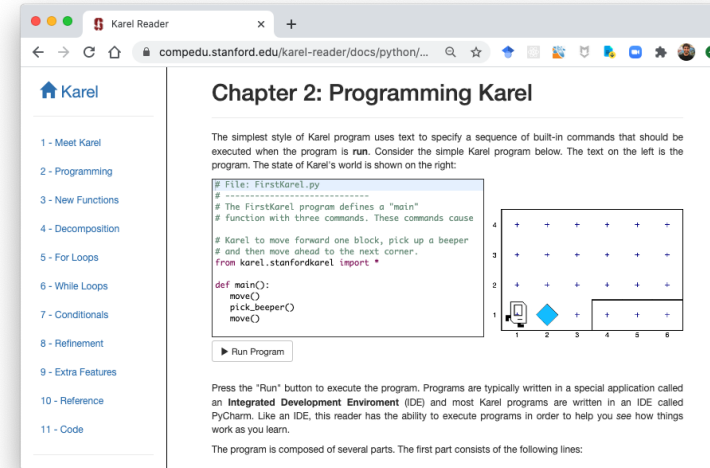 Karel Reader
compedu.stanford.edu/karel-reader/docs/python/...
Karel
1 - Meet Karel
2 - Programming
3 - New Functions
4 - Decomposition
5 - For Loops
6 - While Loops
7 - Conditionals
8 - Refinement
9 - Extra Features
10 - Reference
11 - Code
Chapter 2: Programming Karel
The simplest style of Karel program uses text to specify a sequence of built-in commands that should be
executed when the program is run. Consider the simple Karel program below. The text on the left is the
program. The state of Karel's world is shown on the right:
# File: FirstKarel.py
# -----------------------------
# The FirstKarel program defines a "main"
# function with three commands. These commands cause
# Karel to move forward one block, pick up a beeper
# and then move ahead to the next corner.
from karel.stanfordkarel import *
def main():
move()
pick_beeper()
move()
4
3
2
1
1 2 3 4 5 6
Run Program
Press the "Run" button to execute the program. Programs are typically written in a special application called
an Integrated Development Enviroment (IDE) and most Karel programs are written in an IDE called
PyCharm. Like an IDE, this reader has the ability to execute programs in order to help you see how things
work as you learn.
The program is composed of several parts. The first part consists of the following lines: